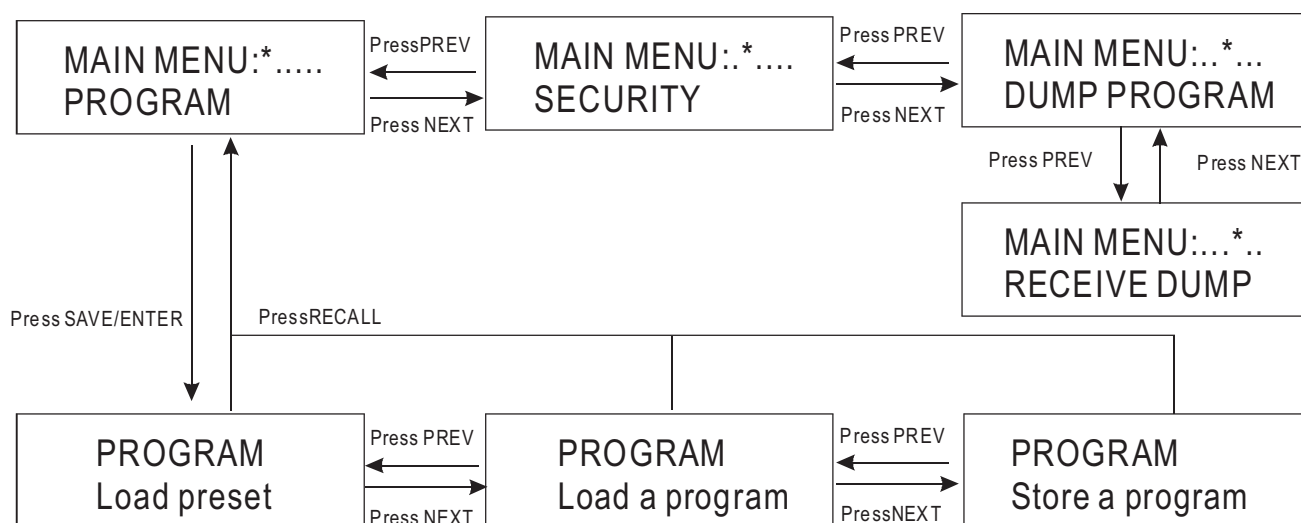 MAIN MENU:*.....
PROGRAM
PressPREV
Press NEXT
MAIN MENU:.*....
SECURITY
Press PREV
Press NEXT
MAIN MENU:..*...
DUMP PROGRAM
Press PREV
Press NEXT
MAIN MENU:...*..
RECEIVE DUMP
Press SAVE/ENTER
PressRECALL
PROGRAM
Load preset
Press PREV
Press NEXT
PROGRAM
Load a program
Press PREV
PressNEXT
PROGRAM
Store a program